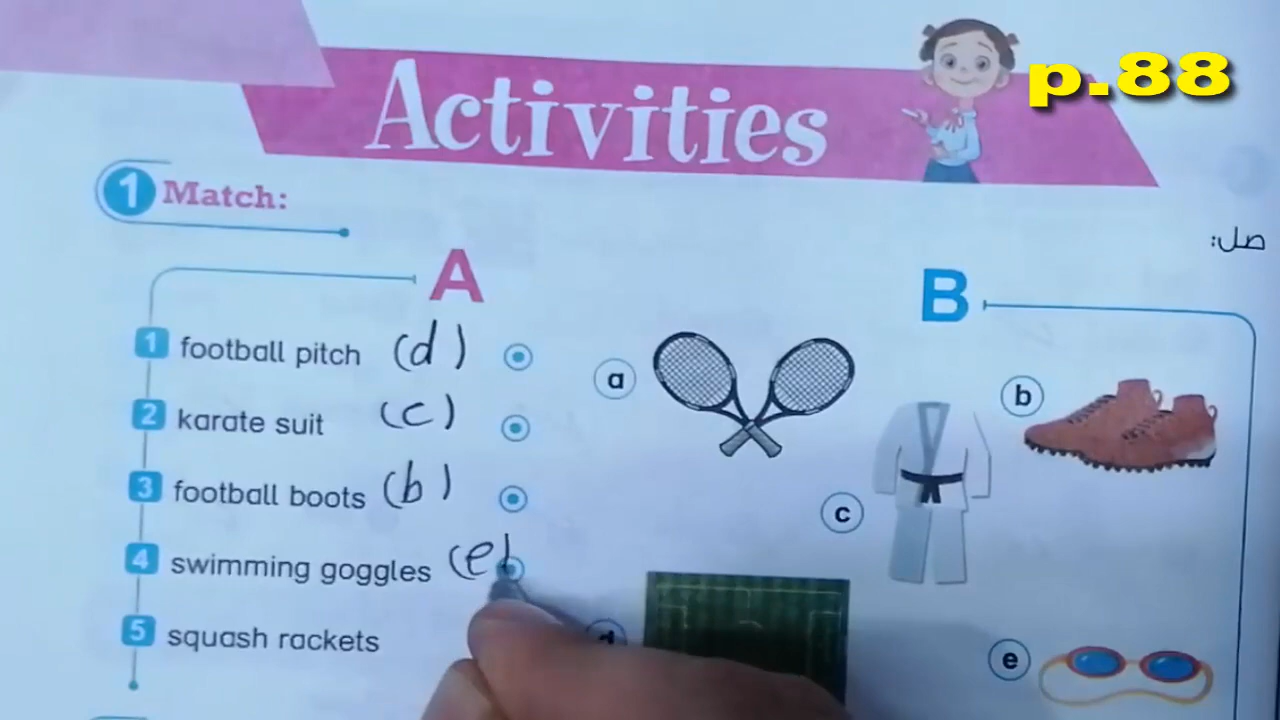 p.88
Activities
1 Match:
صل:
A
B
1 football pitch (d)
2 karate suit (c)
3 football boots (b)
4 swimming goggles (e)
5 squash rackets
a
b
c
d
e